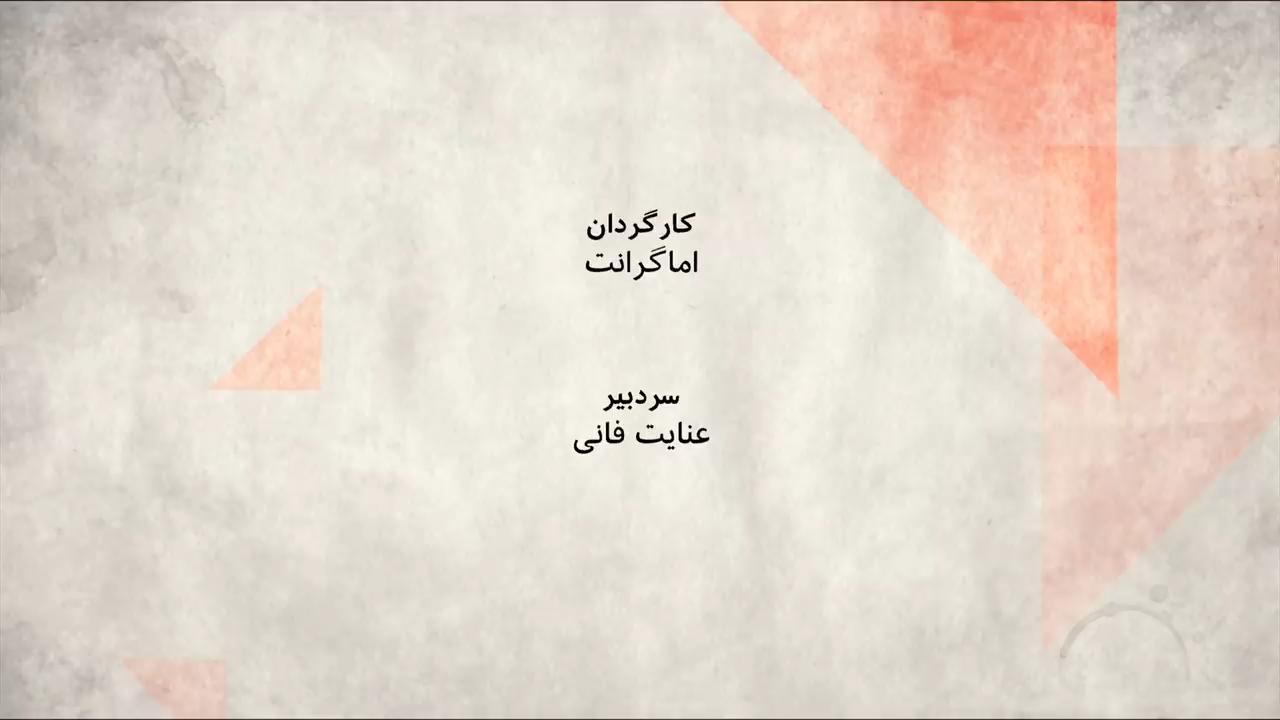 کارگردان
اماگرانت
سردبیر
عنایت فانی